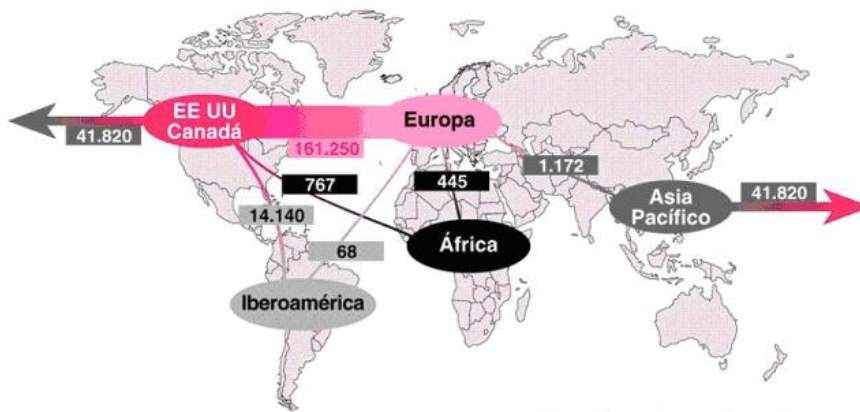 EE UU
Canadá
Europa
41.820
161.250
1.172
767
445
Asia
Pacífico
41.820
14.140
África
68
Iberoamérica